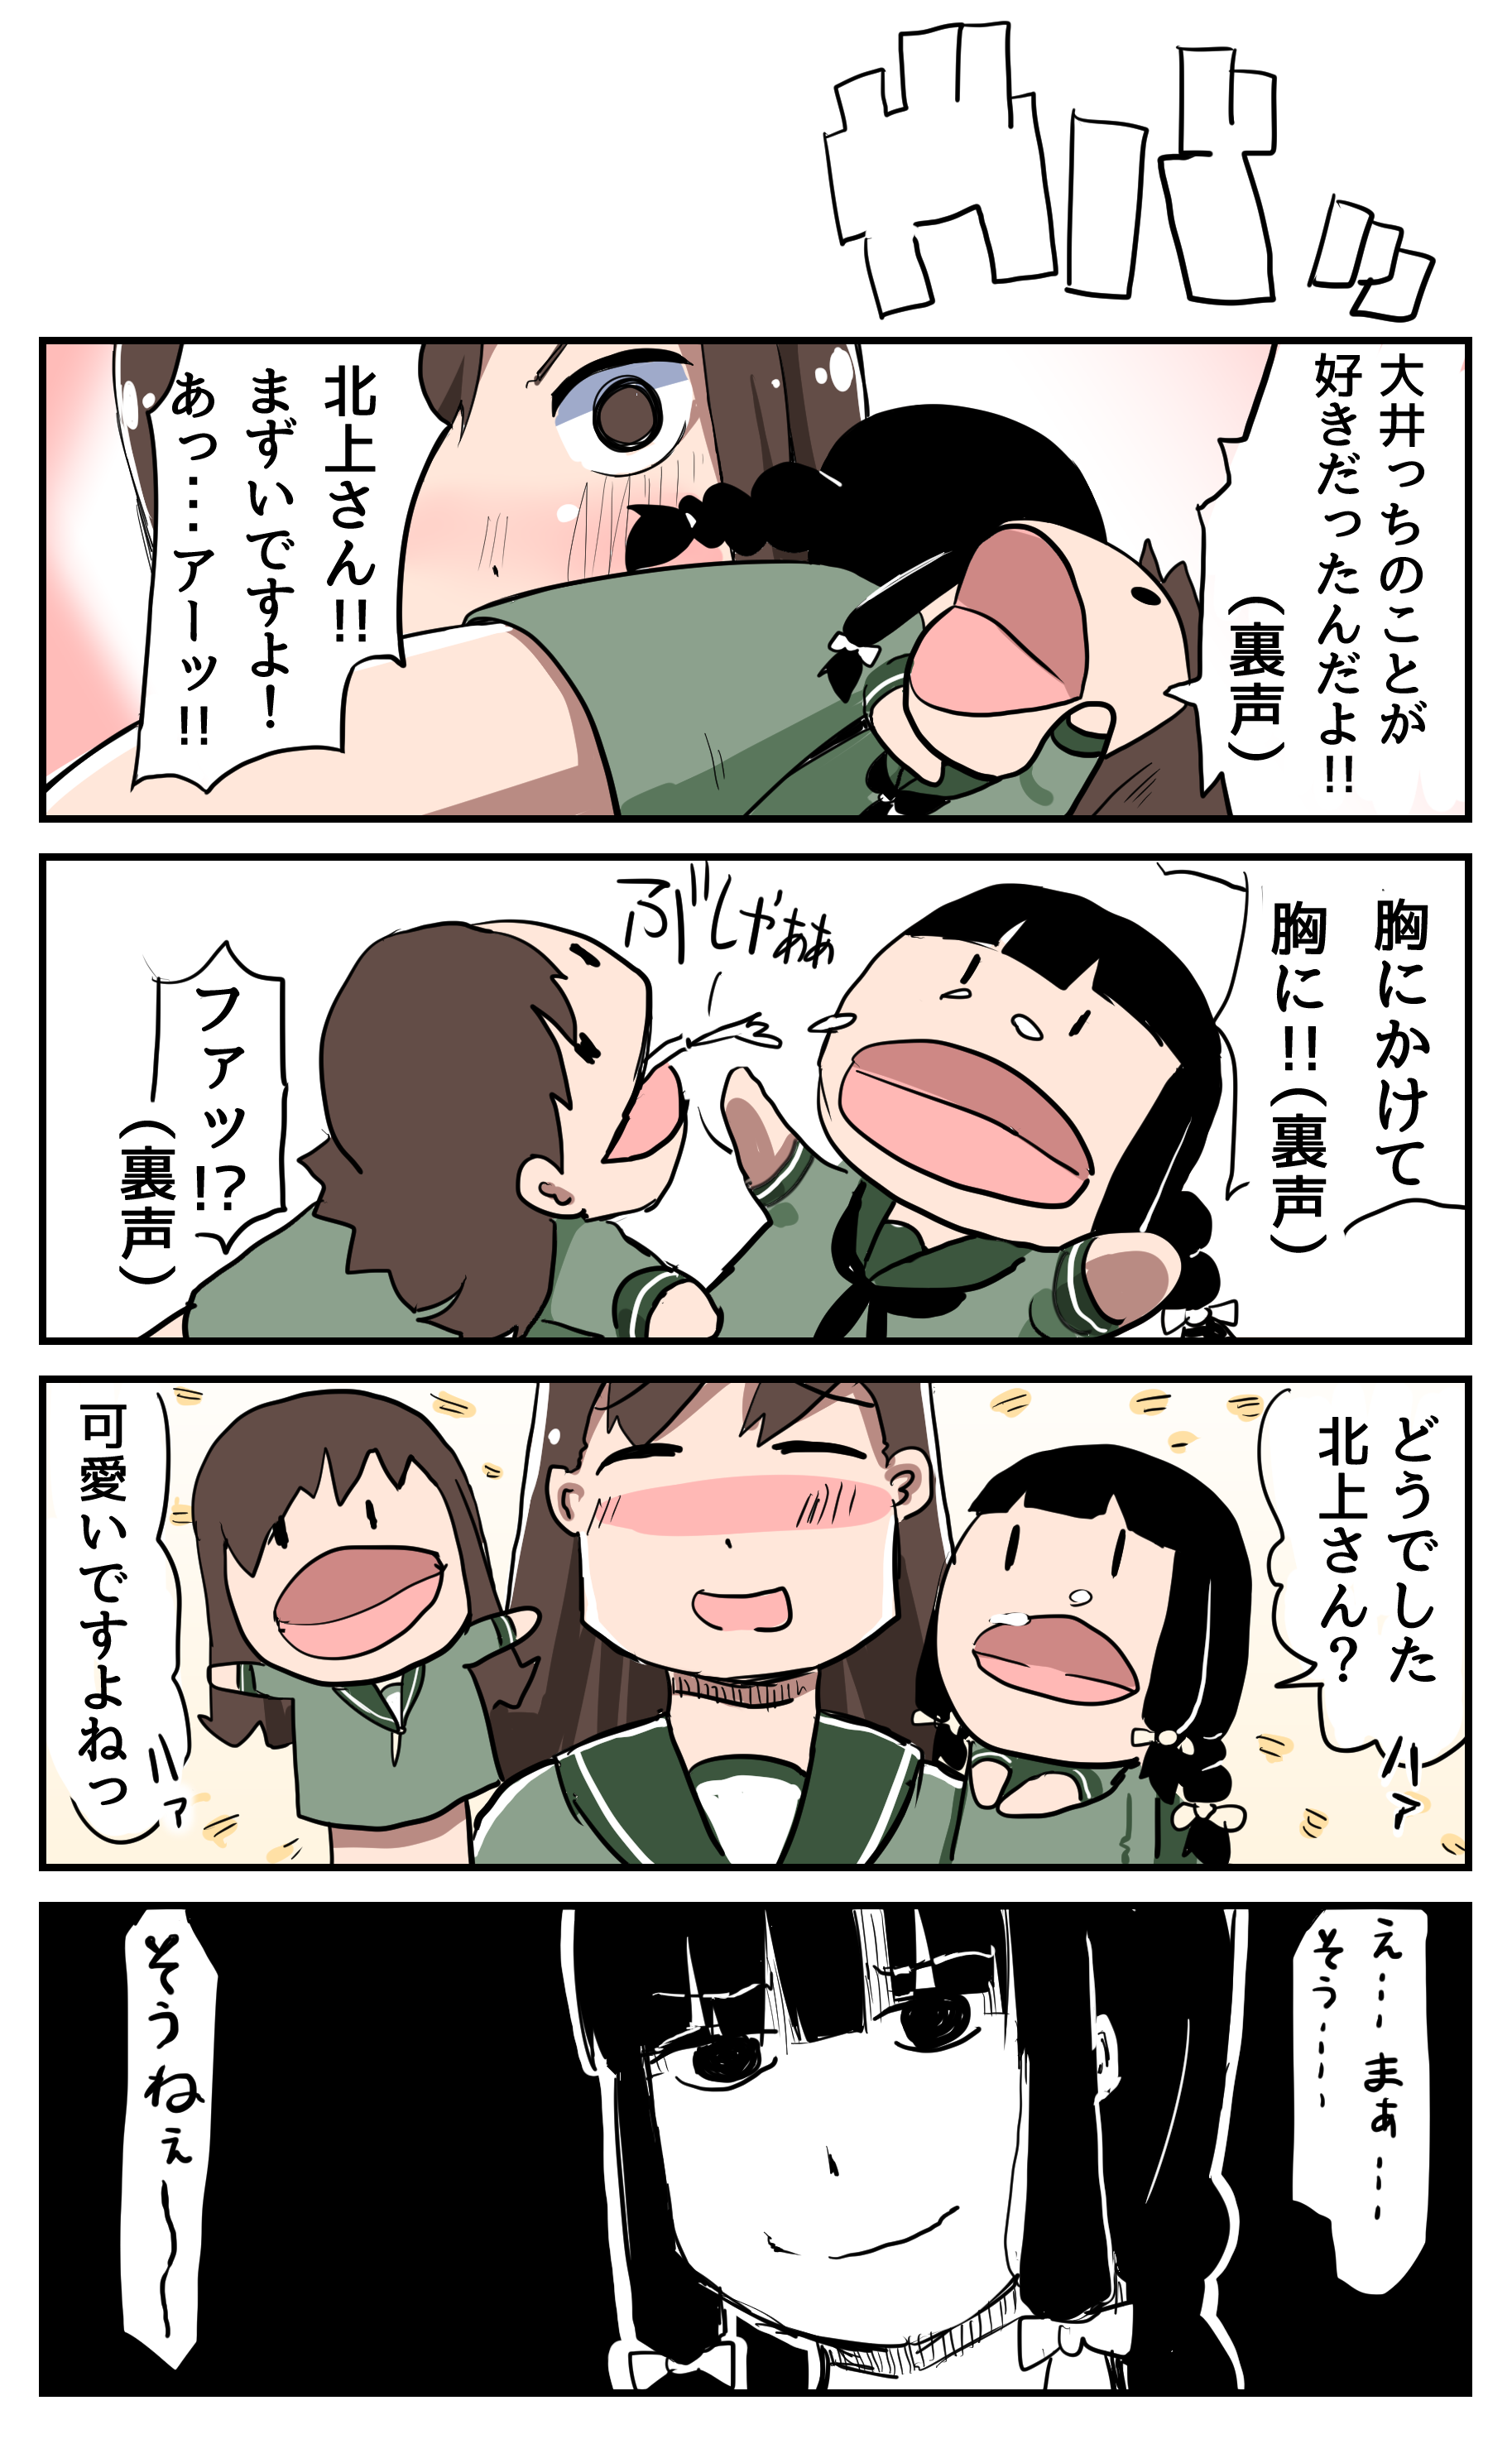 ガバッ
大井っちのことが
好きだったんだよ!!
(裏声)
北上さん!!
まずいですよ!
あっ…アーッ!!
胸にかけて
胸に!!(裏声)
ぶしゃぁぁ
ファッ!?
(裏声)
どうでした
北上さん?
ハァ
可愛いですよねっ
ハァ
え……まぁ……
そう……
そうねぇ〜